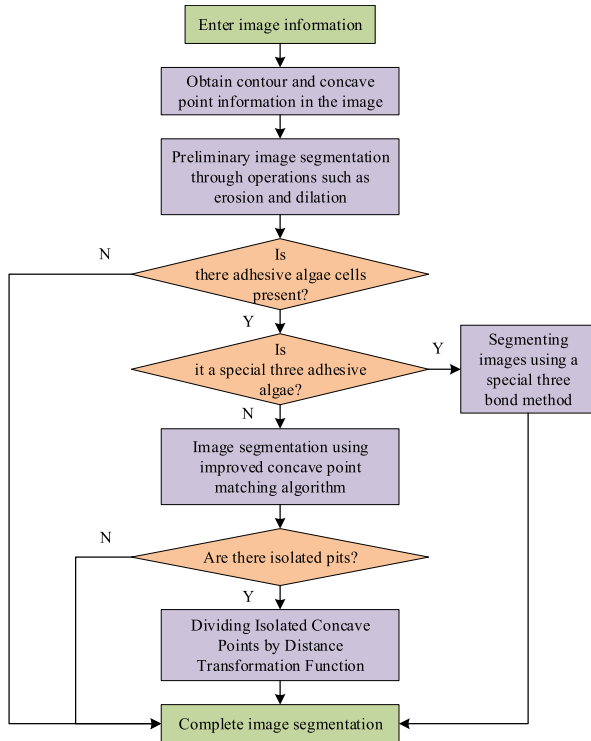 Enter image information
Obtain contour and concave
point information in the image
Preliminary image segmentation
through operations such as
erosion and dilation
N
Is
there adhesive algae cells
present?
Y
Is
it a special three adhesive
algae?
Y
Segmenting
images using a
special three
bond method
N
Image segmentation using
improved concave point
matching algorithm
N
Are there isolated pits?
Y
Dividing Isolated Concave
Points by Distance
Transformation Function
Complete image segmentation